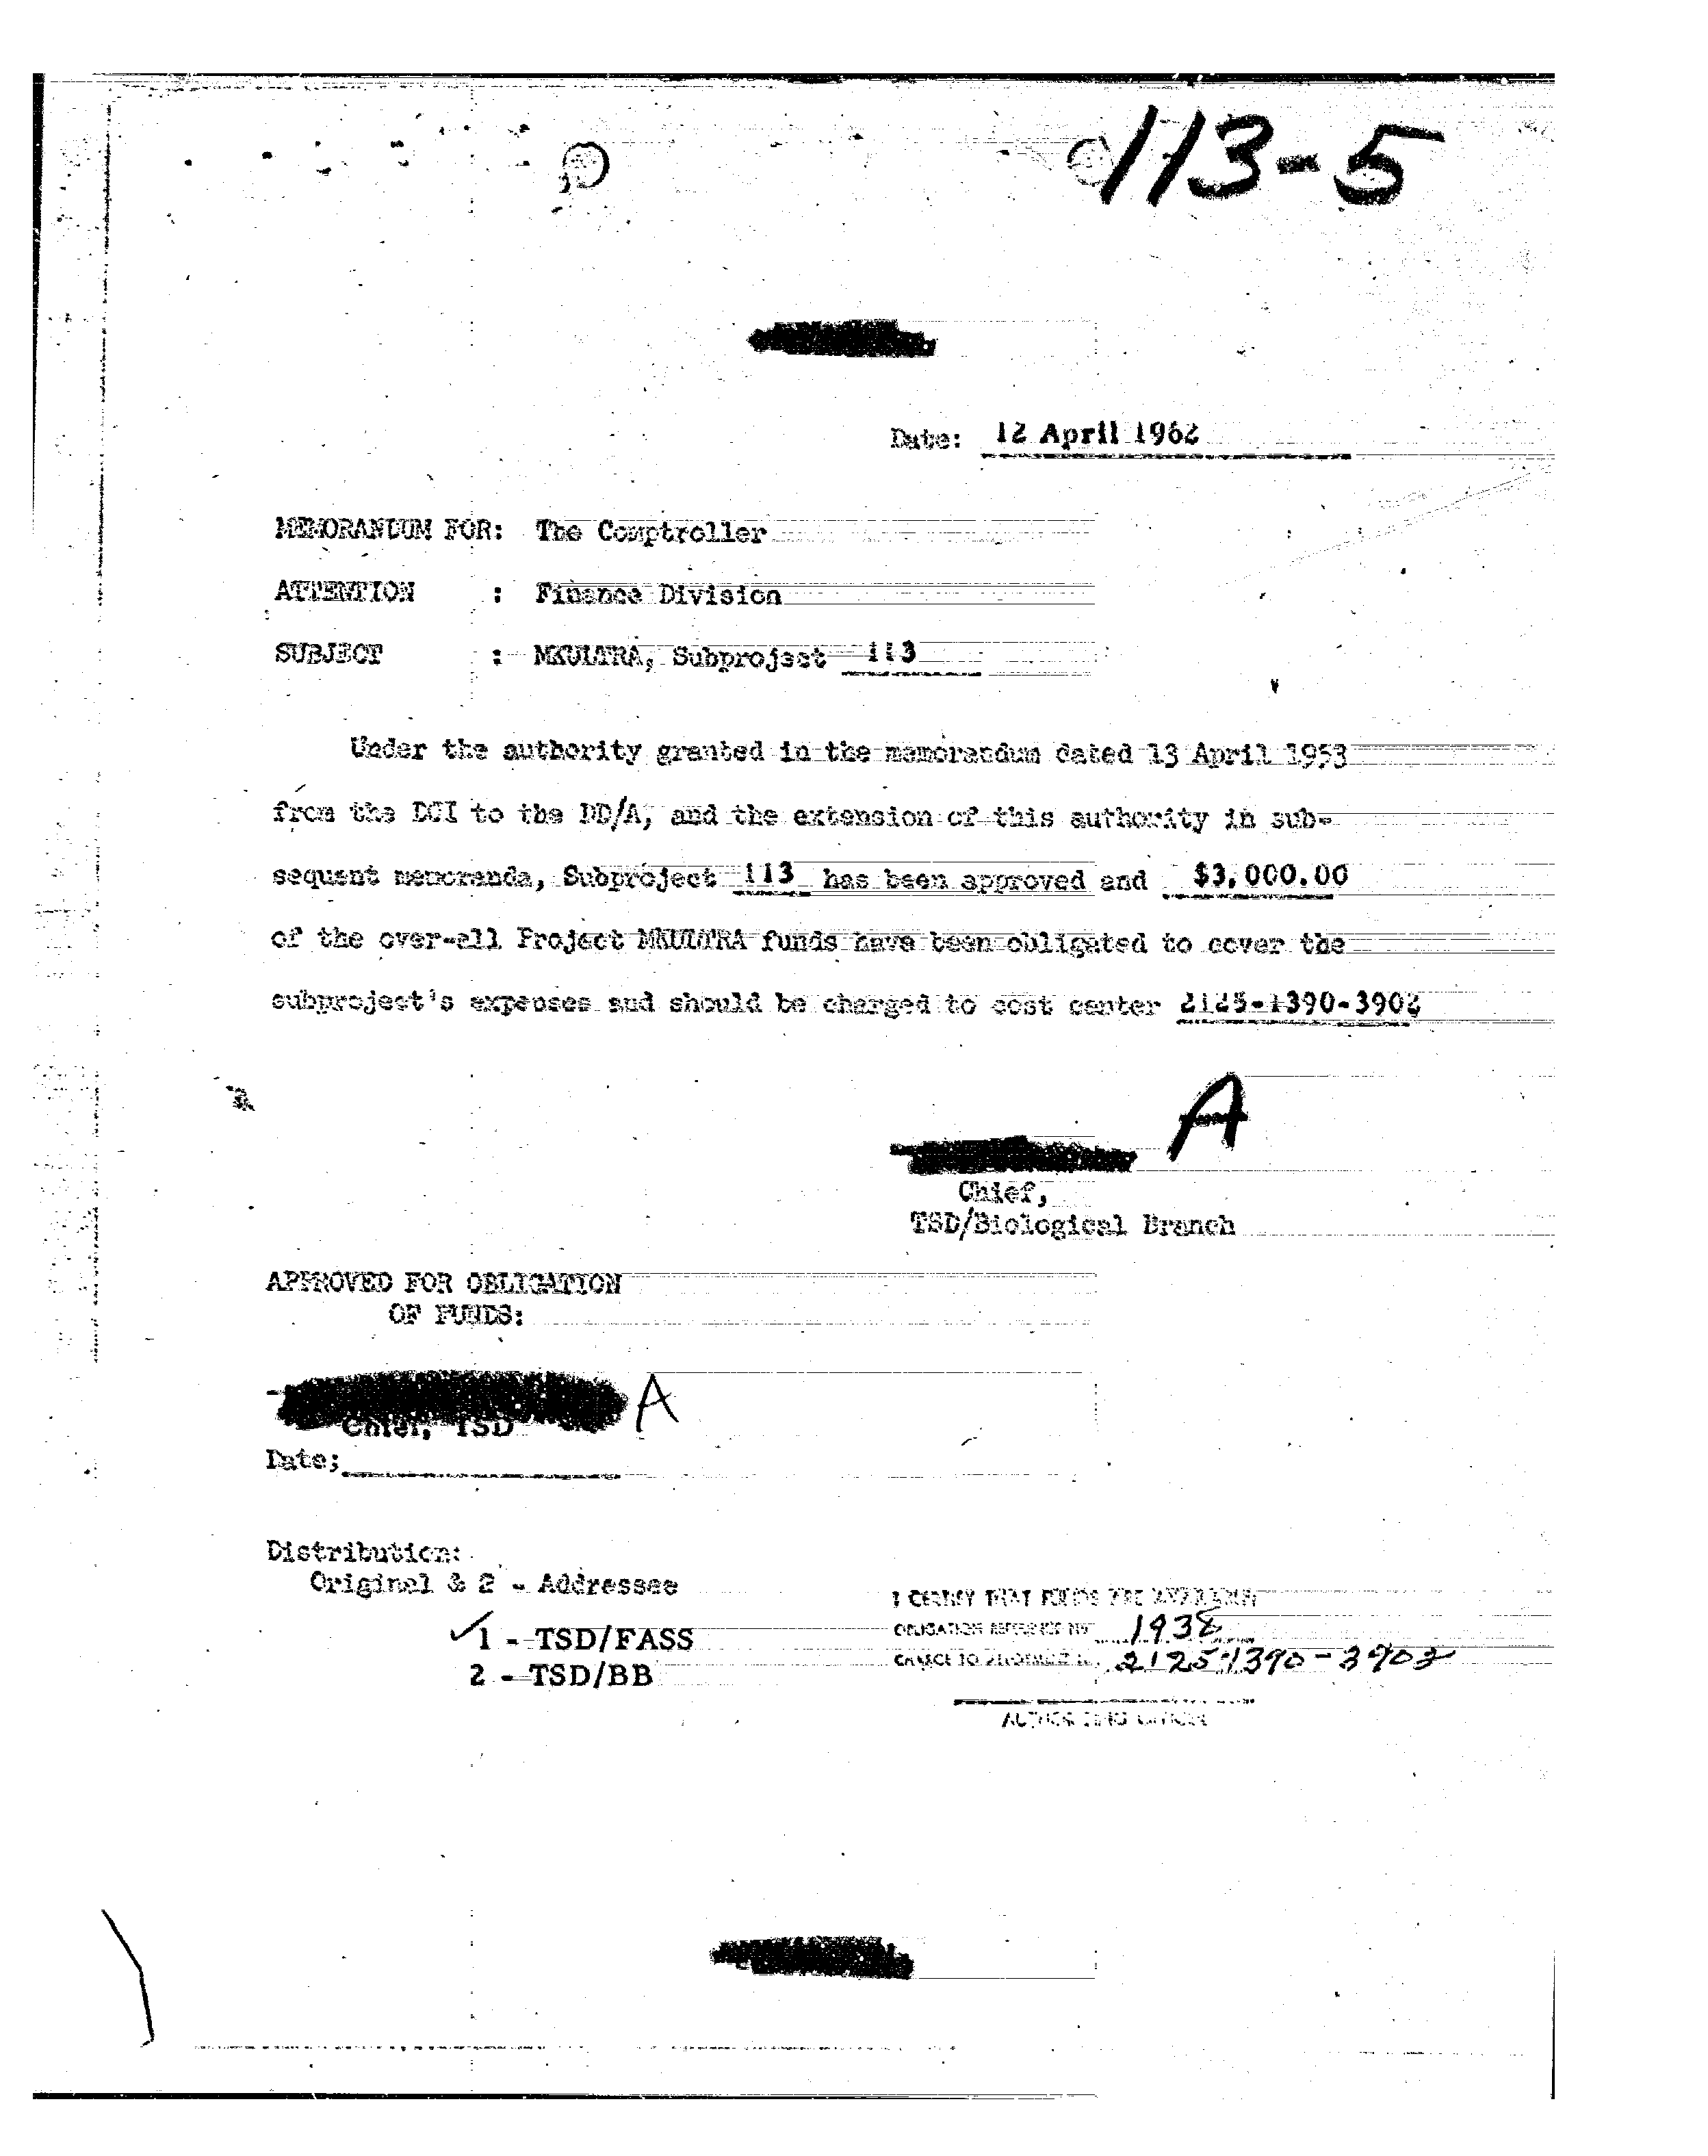 113-5
Date: 12 April 1962
MEMORANDUM FOR: The Comptroller
ATTENTION : Finance Division
SUBJECT : MKULTRA, Subproject 113
Under the authority granted in the memorandum dated 13 April 1953
from the DCI to the DD/A, and the extension of this authority in sub-
sequent memoranda, Subproject 113 has been approved and $3,000.00
of the over-all Project MKULTRA funds have been obligated to cover the
subproject's expenses and should be charged to cost center 2125-1390-3902
A
Chief,
TSD/Biological Branch
APPROVED FOR OBLIGATION
OF FUNDS:
A
Chief, TSD
Date:
Distribution:
Original & 2 - Addressee
1 - TSD/FASS
2 - TSD/BB
I CERTIFY THAT FUNDS ARE AVAILABLE
OBLIGATION REFERENCE NO. 1938
CHARGE TO ALLOTMENT NO. 2125-1390-3902
AUTHORIZING OFFICER